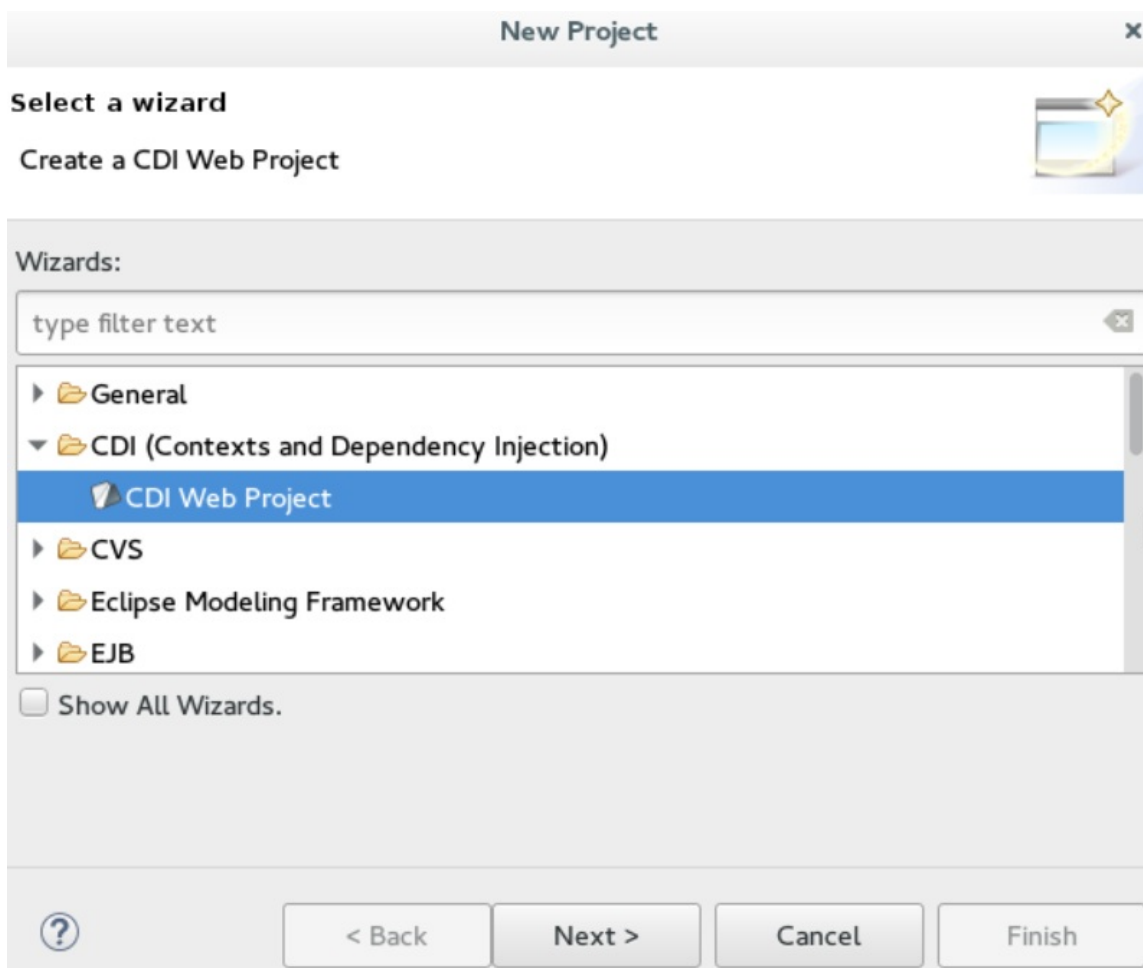 New Project
Select a wizard
Create a CDI Web Project
Wizards:
type filter text
General
CDI (Contexts and Dependency Injection)
CDI Web Project
CVS
Eclipse Modeling Framework
EJB
Show All Wizards.
? < Back Next > Cancel Finish